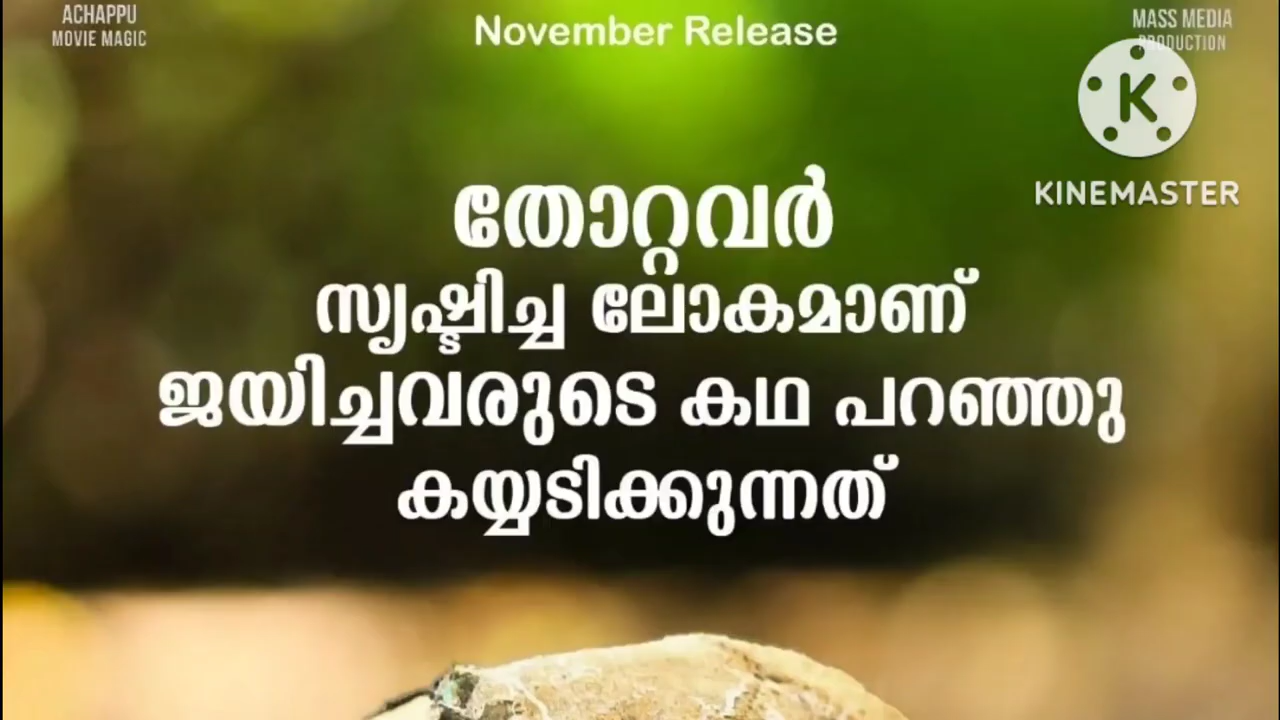 ACHAPPU
MOVIE MAGIC
November Release
MASS MEDIA
PRODUCTION
K
KINEMASTER
തോറ്റവർ
സൃഷ്ടിച്ച ലോകമാണ്
ജയിച്ചവരുടെ കഥ പറഞ്ഞു
കയ്യടിക്കുന്നത്